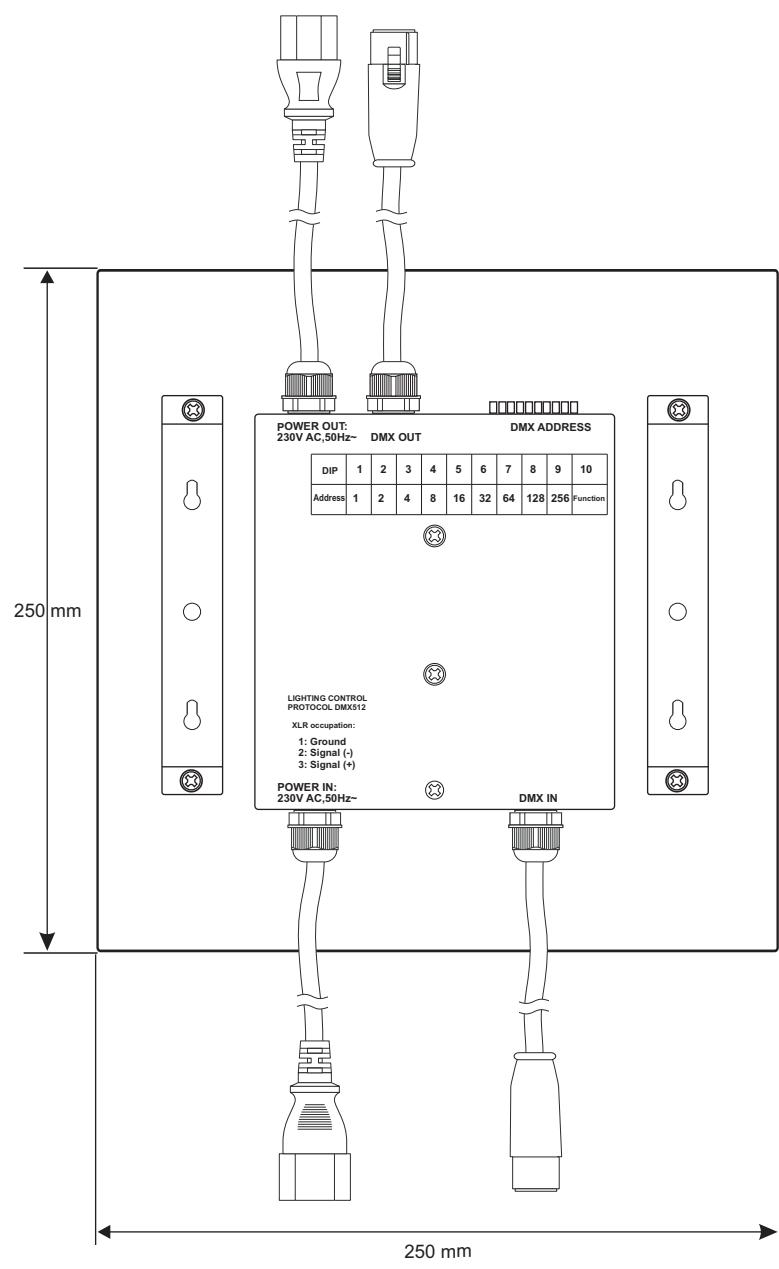 POWER OUT:
230V AC,50Hz~
DMX OUT
DMX ADDRESS
DIP 1 2 3 4 5 6 7 8 9 10
Address 1 2 4 8 16 32 64 128 256 Function
250 mm
LIGHTING CONTROL
PROTOCOL DMX512
XLR occupation:
1: Ground
2: Signal (-)
3: Signal (+)
POWER IN:
230V AC,50Hz~
DMX IN
250 mm